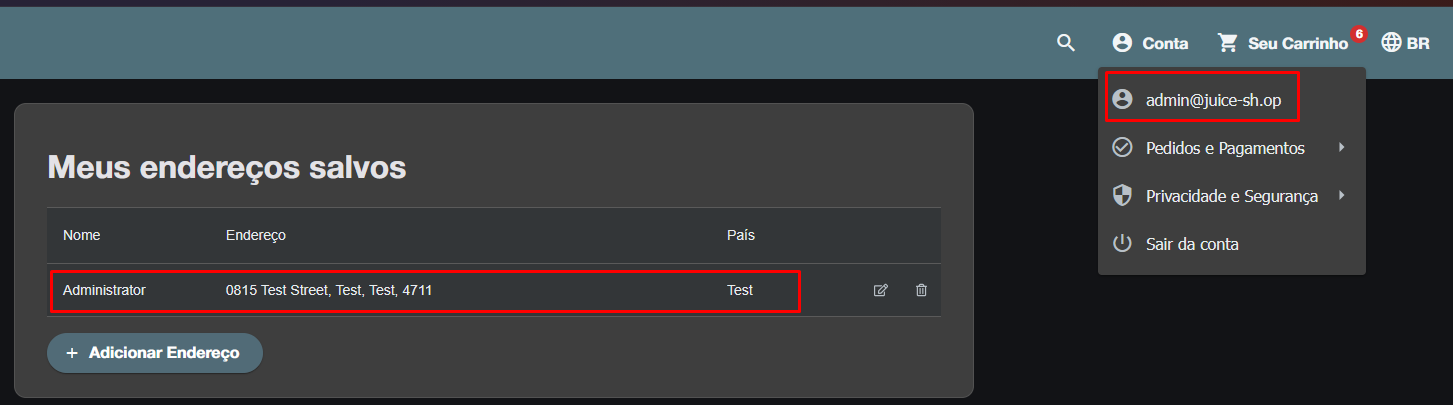 Conta Seu Carrinho 6 BR
admin@juice-sh.op
Pedidos e Pagamentos
Privacidade e Segurança
Sair da conta
Meus endereços salvos
Nome Endereço País
Administrator 0815 Test Street, Test, Test, 4711 Test
+ Adicionar Endereço